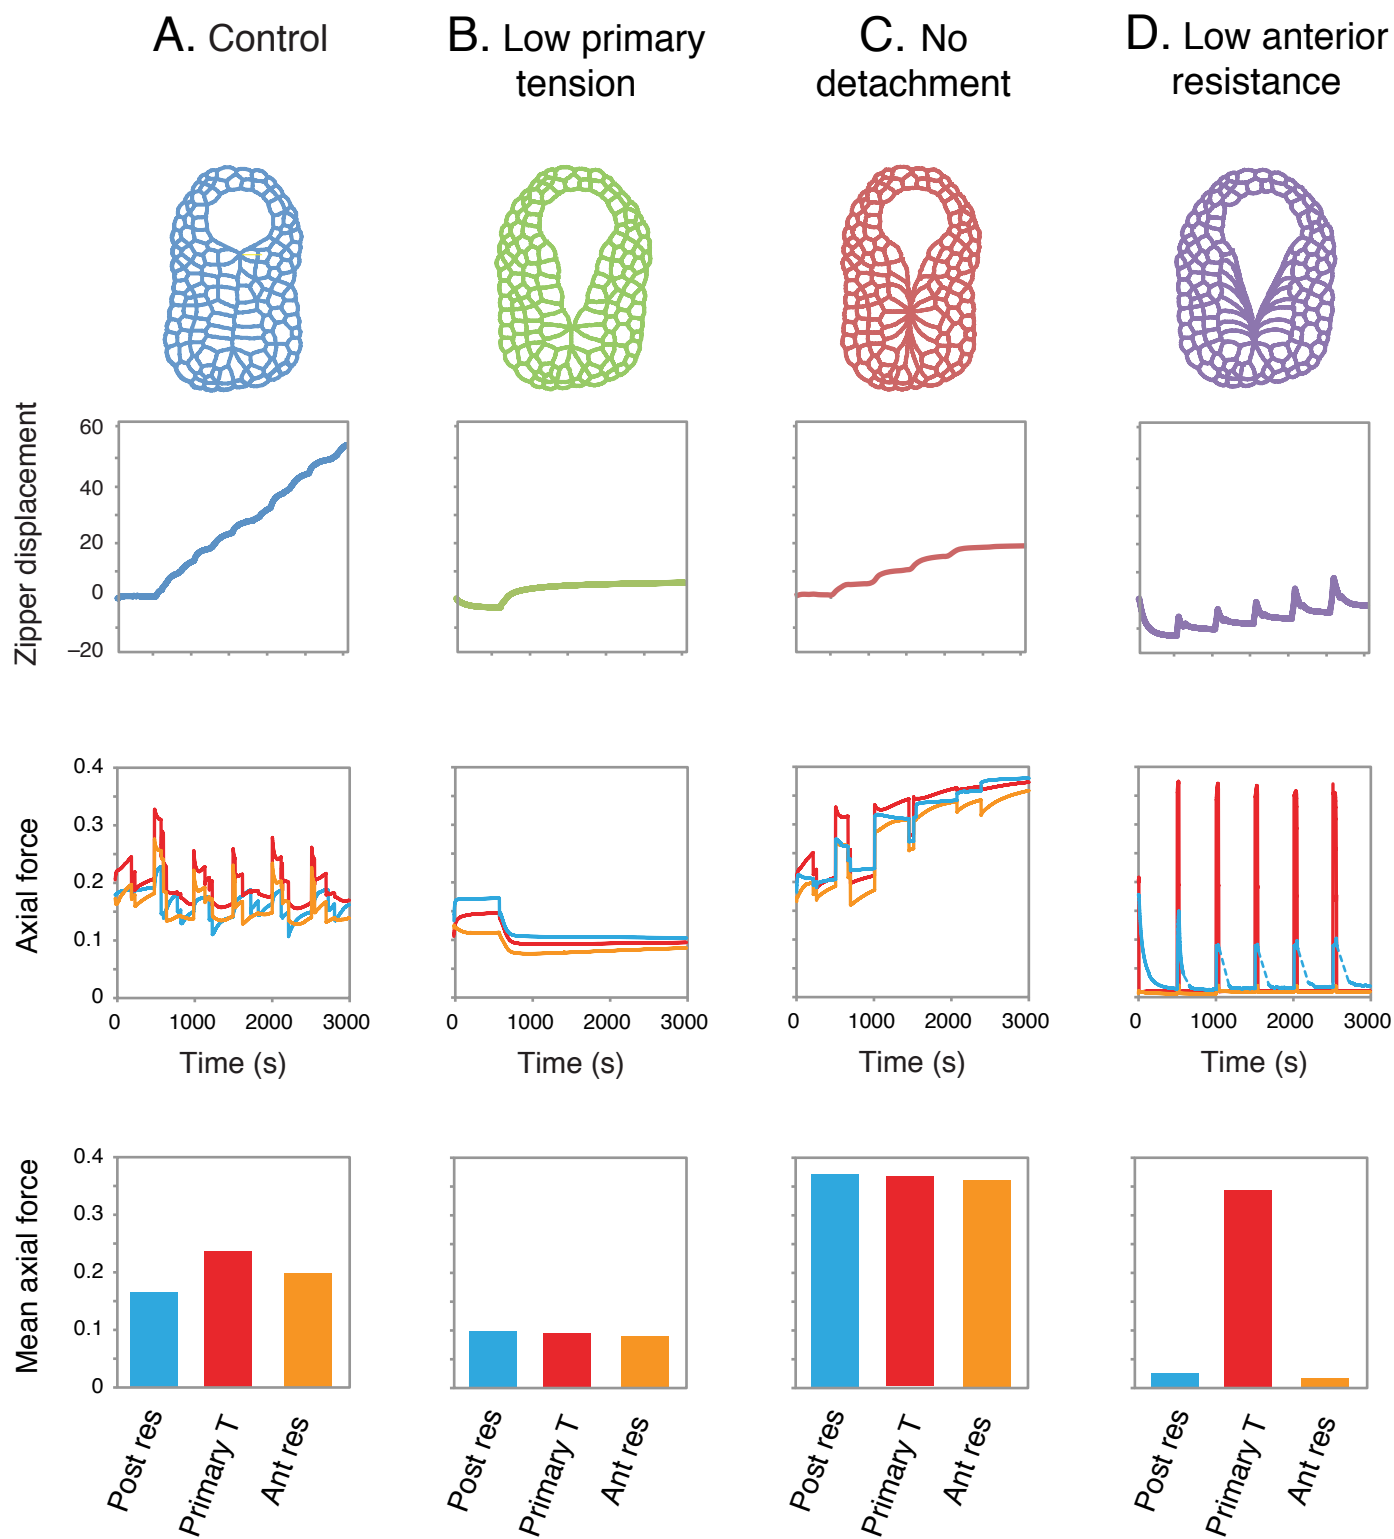 A. Control
B. Low primary
tension
C. No
detachment
D. Low anterior
resistance
Zipper displacement
60
40
20
0
–20
Axial force
0.4
0.3
0.2
0.1
0
0 1000 2000 3000
Time (s)
0 1000 2000 3000
Time (s)
0 1000 2000 3000
Time (s)
0 1000 2000 3000
Time (s)
Mean axial force
0.4
0.3
0.2
0.1
0
Post res
Primary T
Ant res
Post res
Primary T
Ant res
Post res
Primary T
Ant res
Post res
Primary T
Ant res